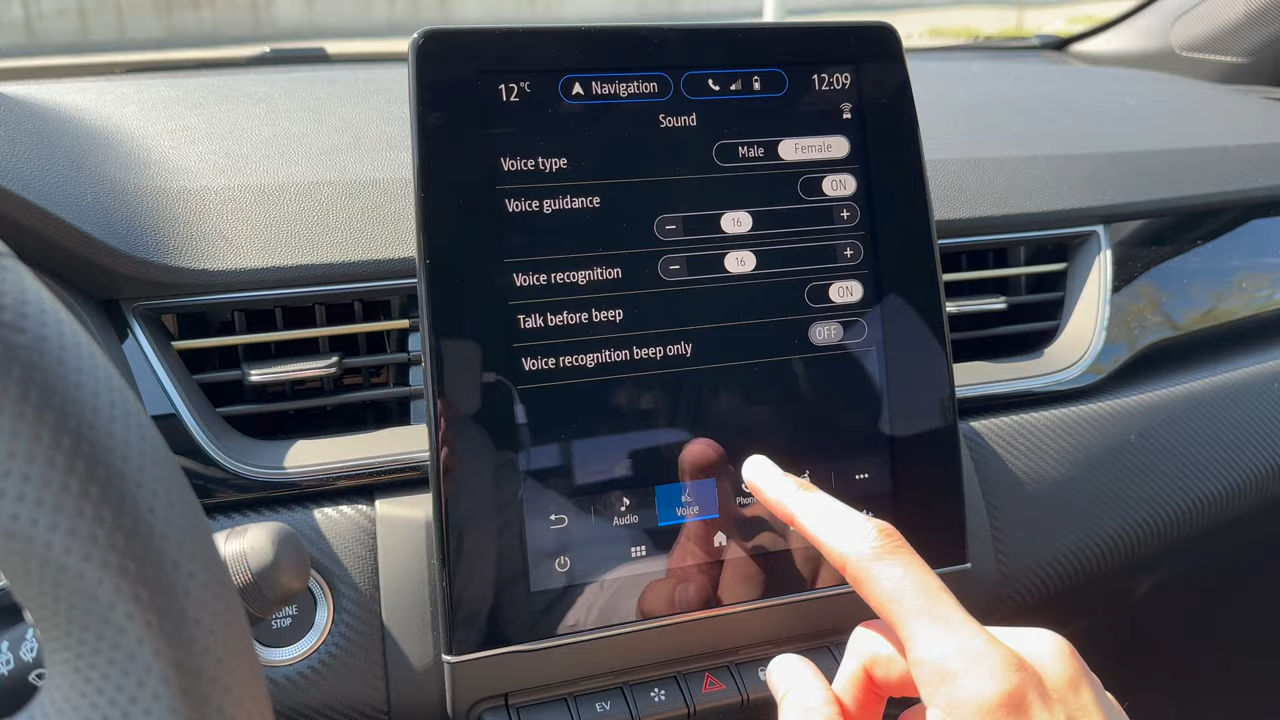 12°C Navigation 12:09
Sound
Voice type Male Female
Voice guidance ON
− 16 +
Voice recognition − 16 +
Talk before beep ON
Voice recognition beep only OFF
Audio Voice Phone
ENGINE
STOP
EV